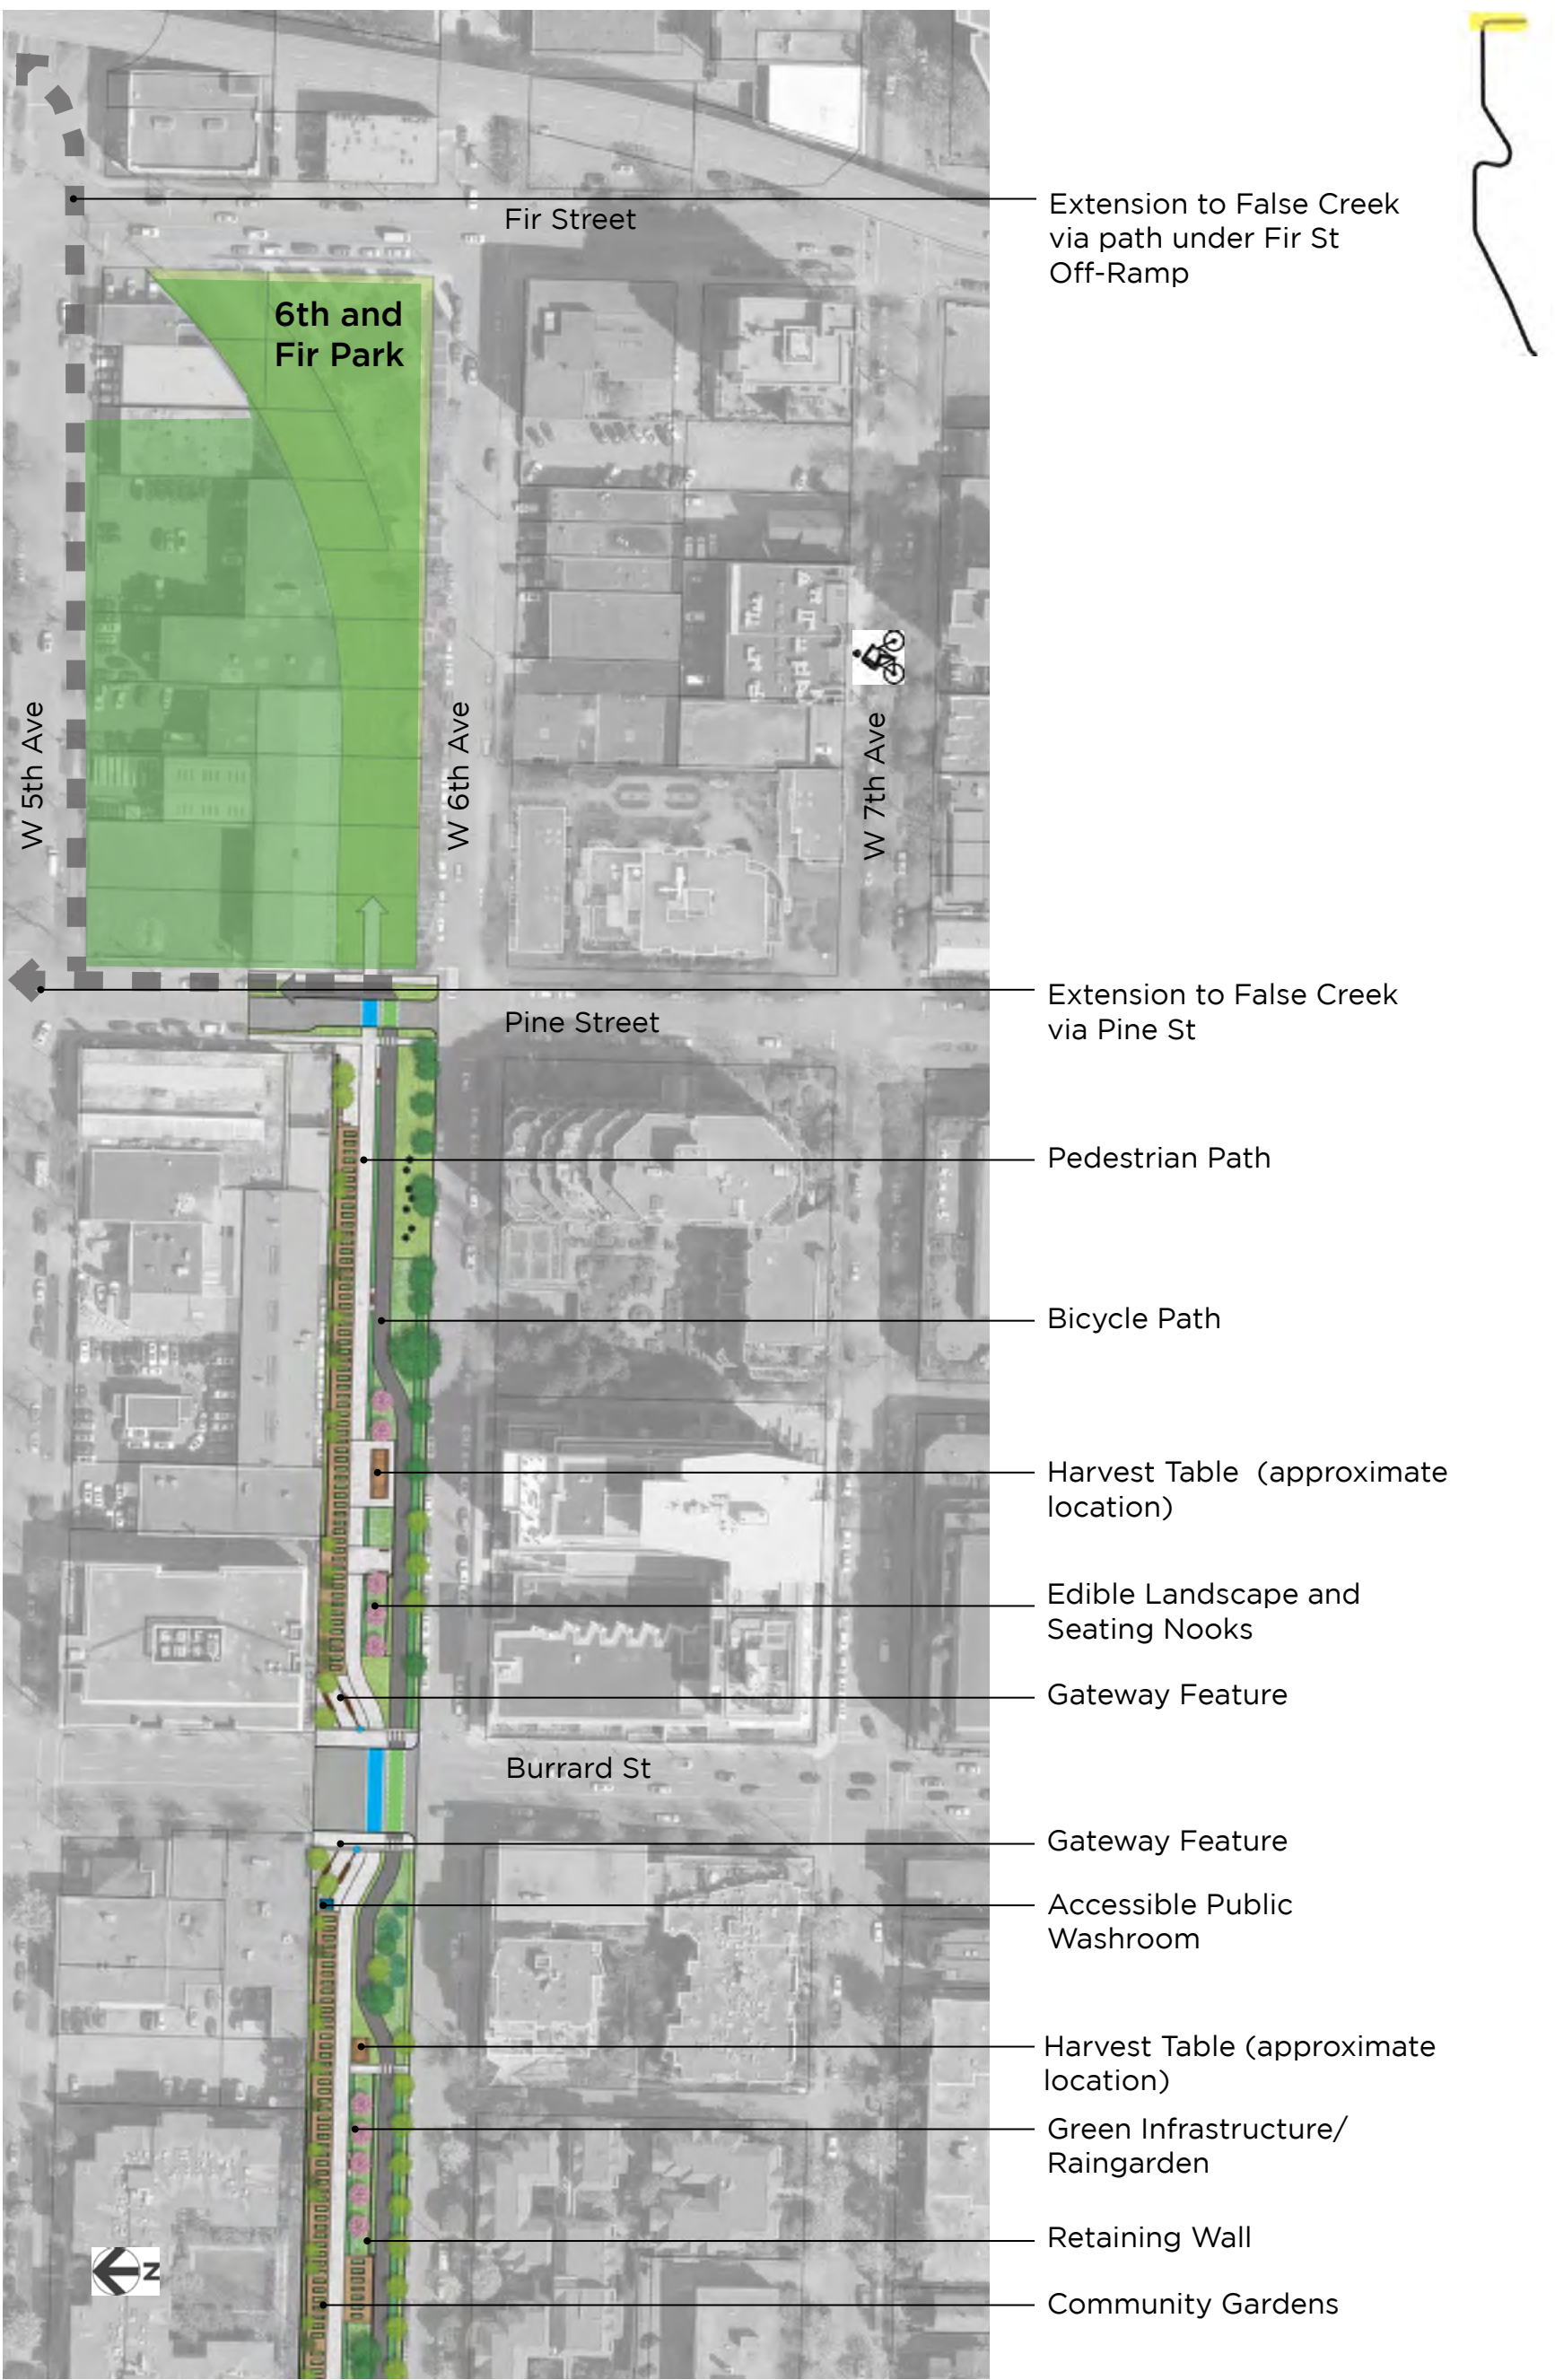 Fir Street
Extension to False Creek
via path under Fir St
Off-Ramp
6th and
Fir Park
W 5th Ave
W 6th Ave
W 7th Ave
Extension to False Creek
via Pine St
Pine Street
Pedestrian Path
Bicycle Path
Harvest Table (approximate
location)
Edible Landscape and
Seating Nooks
Gateway Feature
Burrard St
Gateway Feature
Accessible Public
Washroom
Harvest Table (approximate
location)
Green Infrastructure/
Raingarden
Retaining Wall
N
Community Gardens